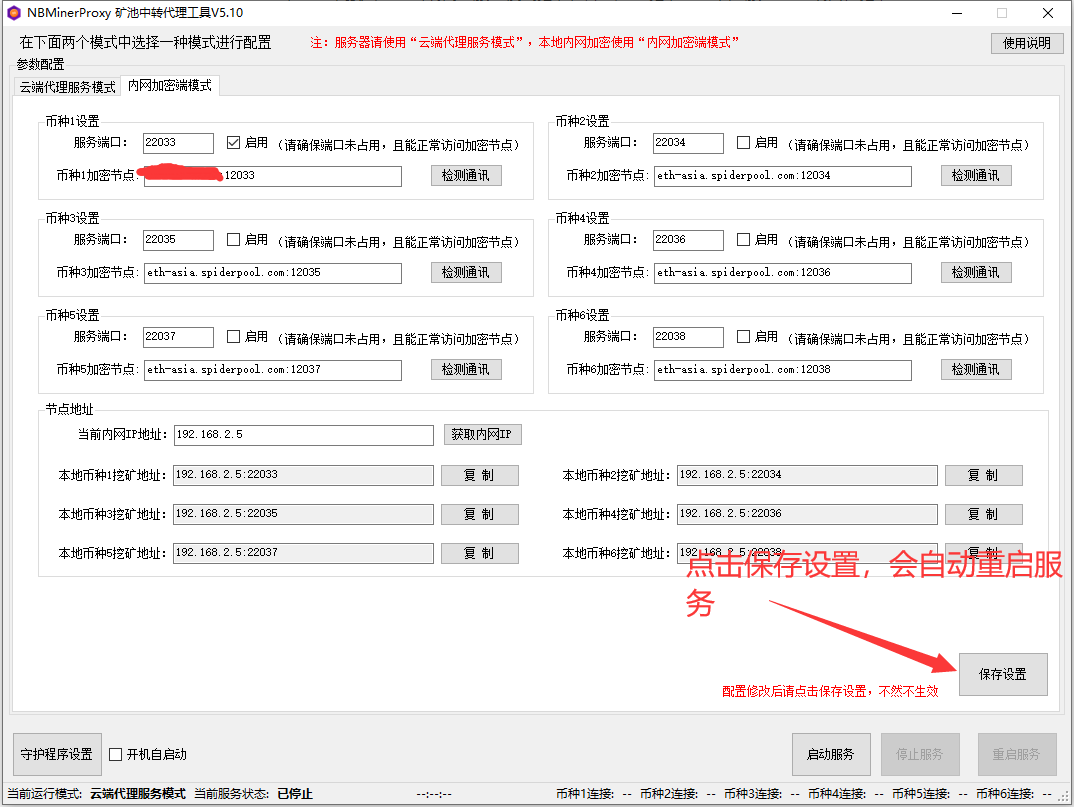 NBMinerProxy 矿池中转代理工具V5.10
在下面两个模式中选择一种模式进行配置
注：服务器请使用“云端代理服务模式”，本地内网加密使用“内网加密端模式”
使用说明
参数配置
云端代理服务模式
内网加密端模式
币种1设置
服务端口：
22033
启用
（请确保端口未占用，且能正常访问加密节点）
币种1加密节点:
:12033
检测通讯
币种2设置
服务端口：
22034
启用
（请确保端口未占用，且能正常访问加密节点）
币种2加密节点:
eth-asia.spiderpool.com:12034
检测通讯
币种3设置
服务端口：
22035
启用
（请确保端口未占用，且能正常访问加密节点）
币种3加密节点:
eth-asia.spiderpool.com:12035
检测通讯
币种4设置
服务端口：
22036
启用
（请确保端口未占用，且能正常访问加密节点）
币种4加密节点:
eth-asia.spiderpool.com:12036
检测通讯
币种5设置
服务端口：
22037
启用
（请确保端口未占用，且能正常访问加密节点）
币种5加密节点:
eth-asia.spiderpool.com:12037
检测通讯
币种6设置
服务端口：
22038
启用
（请确保端口未占用，且能正常访问加密节点）
币种6加密节点:
eth-asia.spiderpool.com:12038
检测通讯
节点地址
当前内网IP地址：
192.168.2.5
获取内网IP
本地币种1挖矿地址：
192.168.2.5:22033
复 制
本地币种2挖矿地址：
192.168.2.5:22034
复 制
本地币种3挖矿地址：
192.168.2.5:22035
复 制
本地币种4挖矿地址：
192.168.2.5:22036
复 制
本地币种5挖矿地址：
192.168.2.5:22037
复 制
本地币种6挖矿地址：
192.168.2.5:22038
复 制
点击保存设置，会自动重启服
务
保存设置
配置修改后请点击保存设置，不然不生效
守护程序设置
开机自启动
启动服务
停止服务
重启服务
当前运行模式: 云端代理服务模式 当前服务状态: 已停止
--:--:--
币种1连接: -- 币种2连接: -- 币种3连接: -- 币种4连接: -- 币种5连接: -- 币种6连接: --